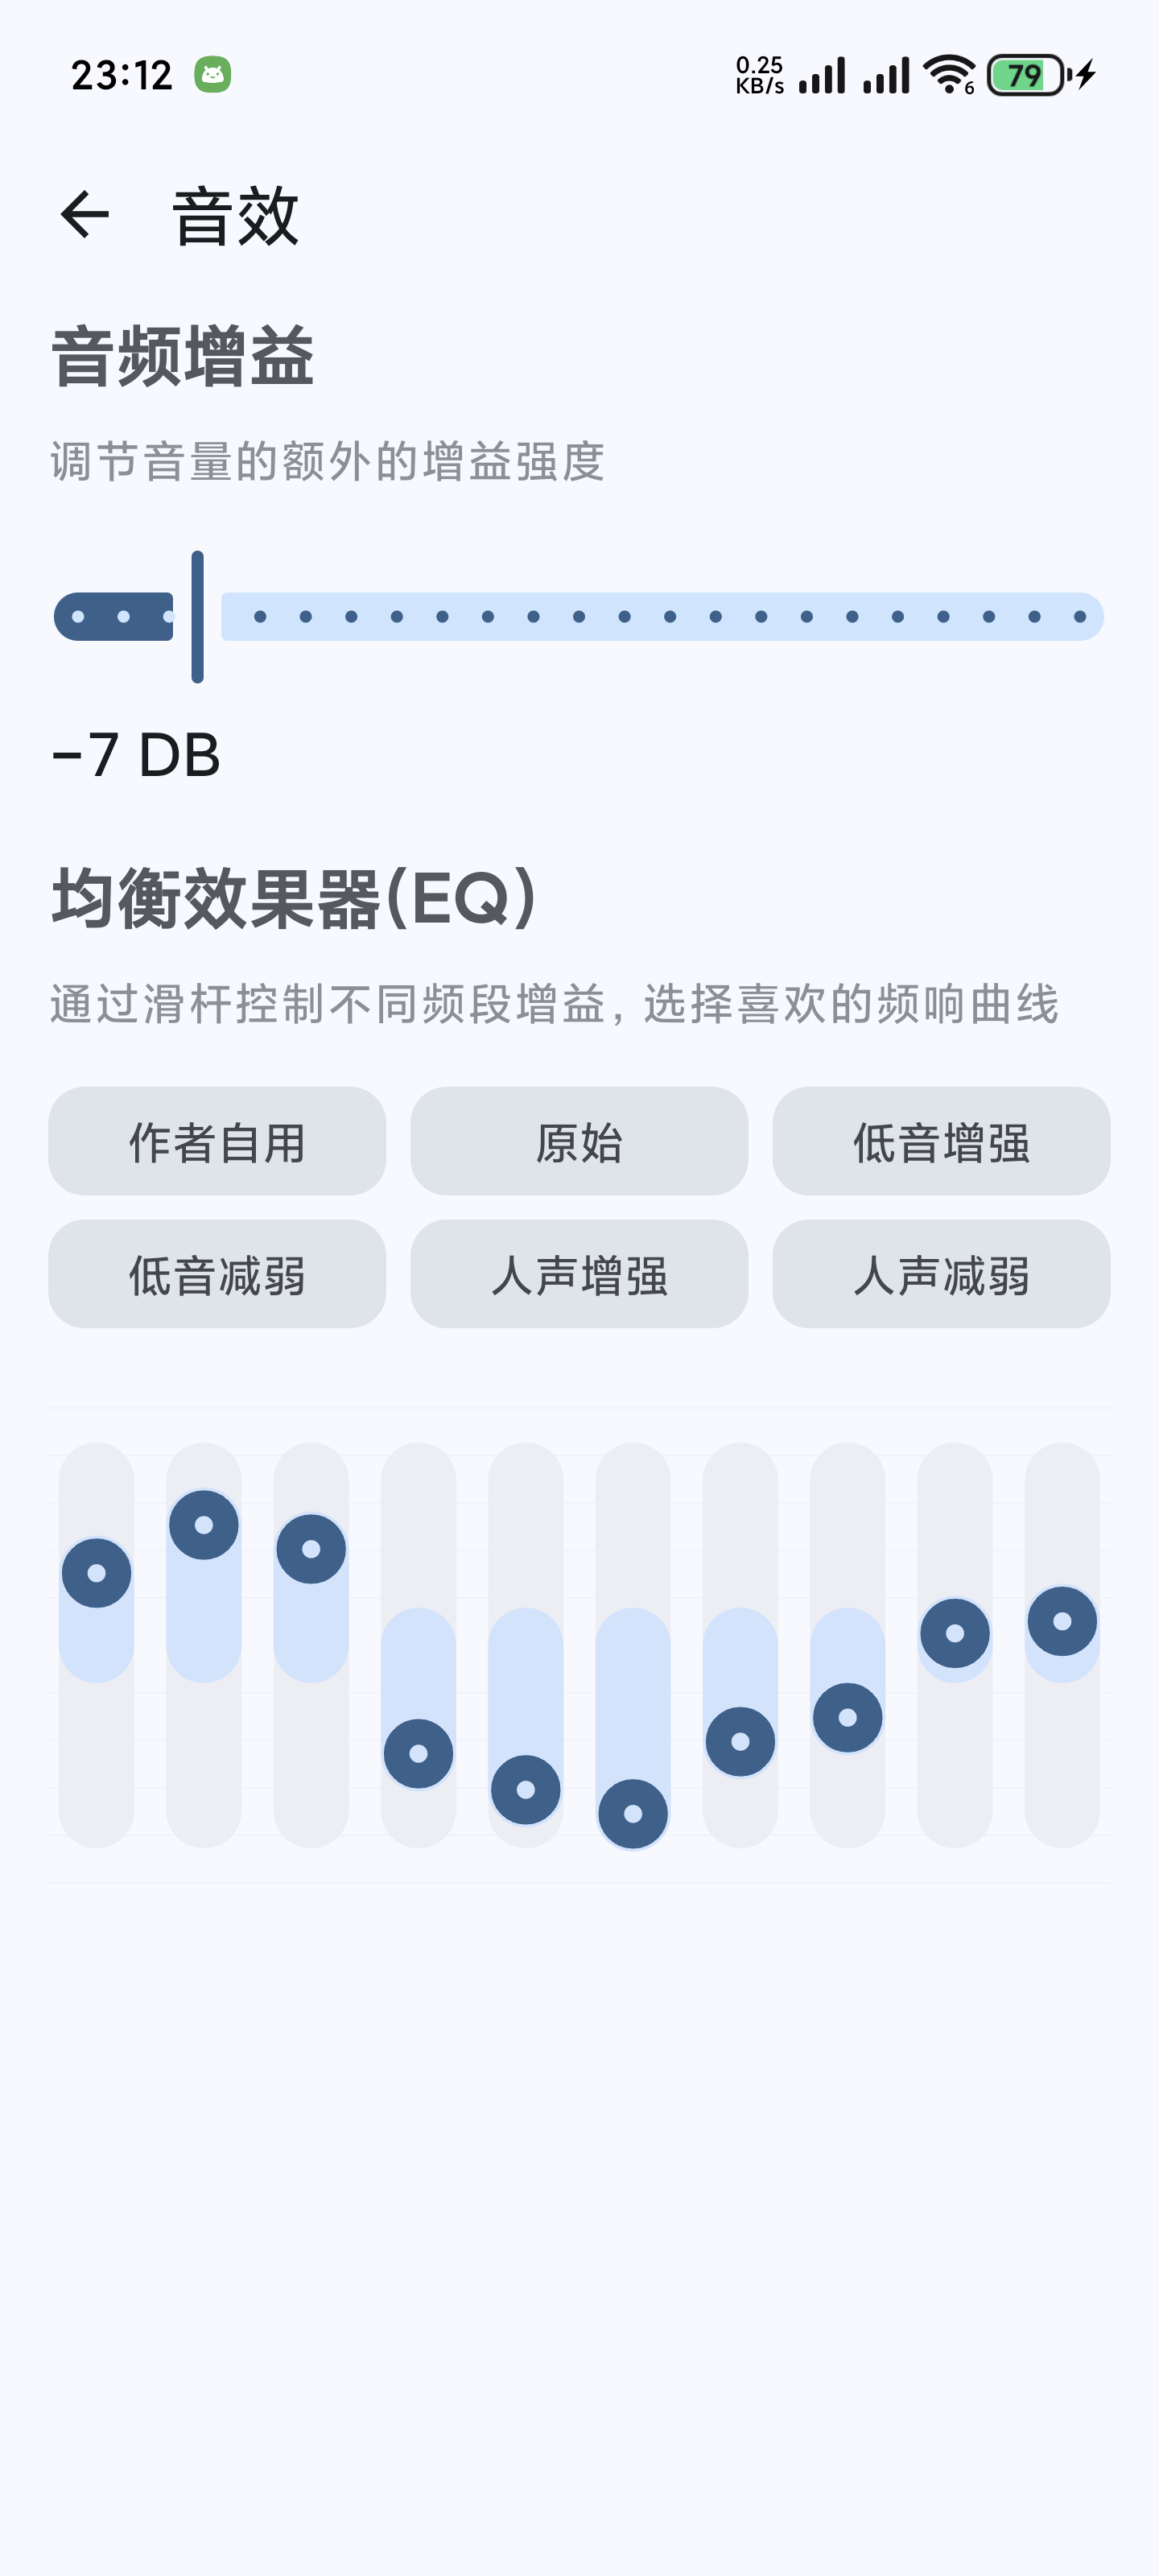 23:12
0.25
KB/s
6
79
音效
音频增益
调节音量的额外的增益强度
−7 DB
均衡效果器(EQ)
通过滑杆控制不同频段增益，选择喜欢的频响曲线
作者自用
原始
低音增强
低音减弱
人声增强
人声减弱